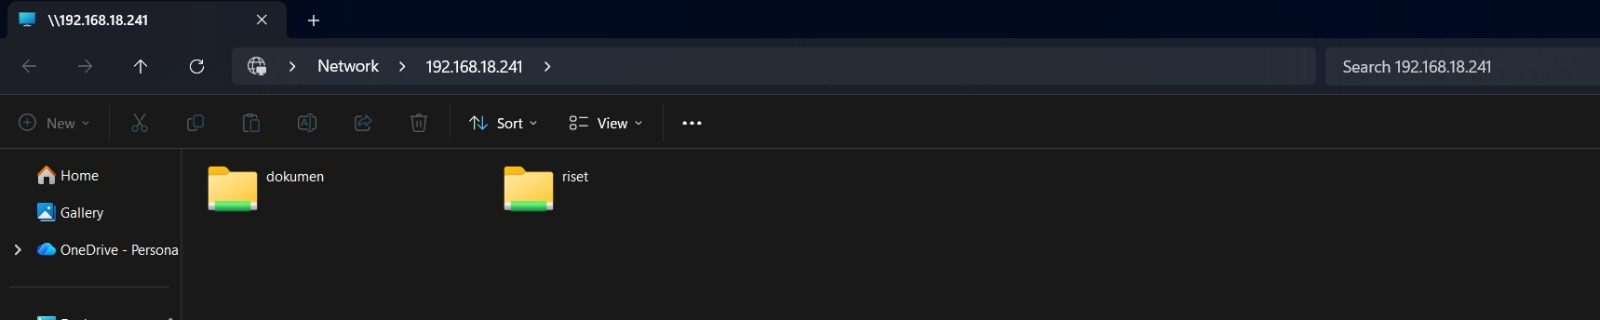 \\192.168.18.241
Network > 192.168.18.241 >
Search 192.168.18.241
New
Sort
View
Home
Gallery
OneDrive - Persona
dokumen
riset